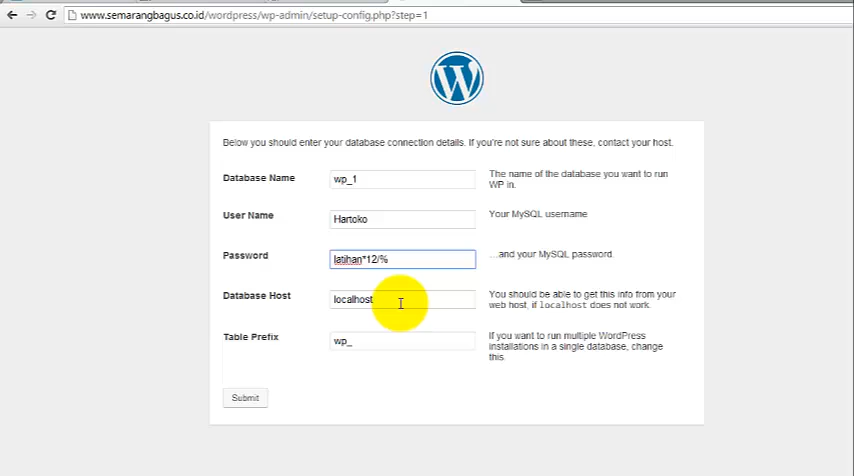 www.semarangbagus.co.id/wordpress/wp-admin/setup-config.php?step=1
W
Below you should enter your database connection details. If you're not sure about these, contact your host.
Database Name
wp_1
The name of the database you want to run
WP in.
User Name
Hartoko
Your MySQL username
Password
latihan*12/%
...and your MySQL password.
Database Host
localhost
You should be able to get this info from your
web host, if localhost does not work.
Table Prefix
wp_
If you want to run multiple WordPress
installations in a single database, change
this.
Submit